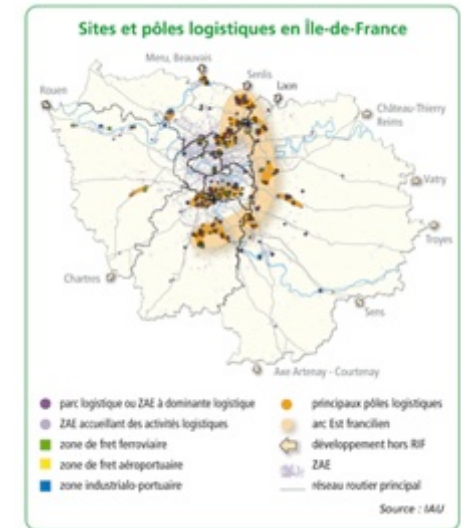 Sites et pôles logistiques en Île-de-France
Meru, Beauvais
Senlis
Laon
Rouen
Château-Thierry
Reims
Vatry
Troyes
Chartres
Sens
Axe Artenay - Courtenay
parc logistique ou ZAE à dominante logistique
ZAE accueillant des activités logistiques
zone de fret ferroviaire
zone de fret aéroportuaire
zone industrialo-portuaire
principaux pôles logistiques
arc Est francilien
développement hors RIF
ZAE
réseau routier principal
Source : IAU